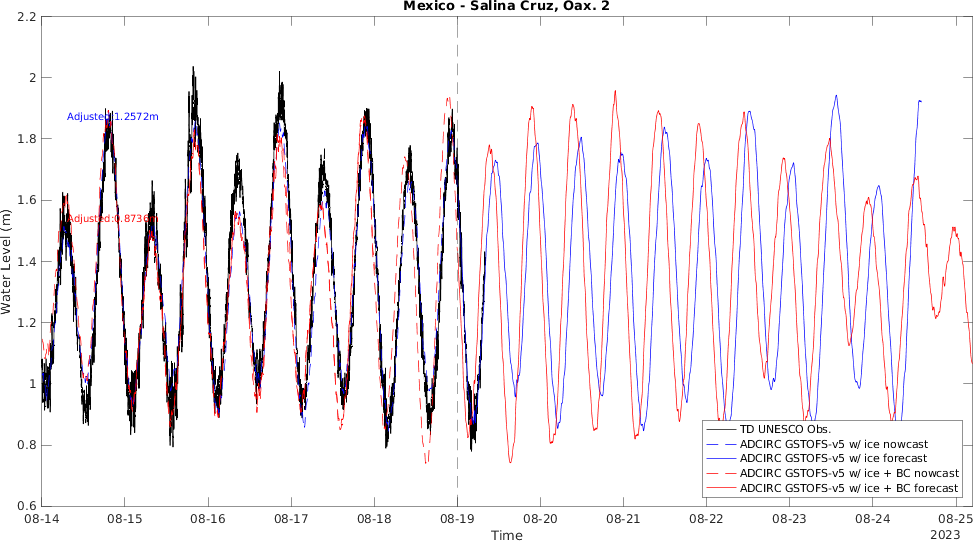 Mexico - Salina Cruz, Oax. 2
2.2
2
1.8
1.6
1.4
1.2
1
0.8
0.6
Water Level (m)
Adjusted:1.2572m
Adjusted:0.8736m
TD UNESCO Obs.
ADCIRC GSTOFS-v5 w/ ice nowcast
ADCIRC GSTOFS-v5 w/ ice forecast
ADCIRC GSTOFS-v5 w/ ice + BC nowcast
ADCIRC GSTOFS-v5 w/ ice + BC forecast
08-14 08-15 08-16 08-17 08-18 08-19 08-20 08-21 08-22 08-23 08-24 08-25
2023
Time